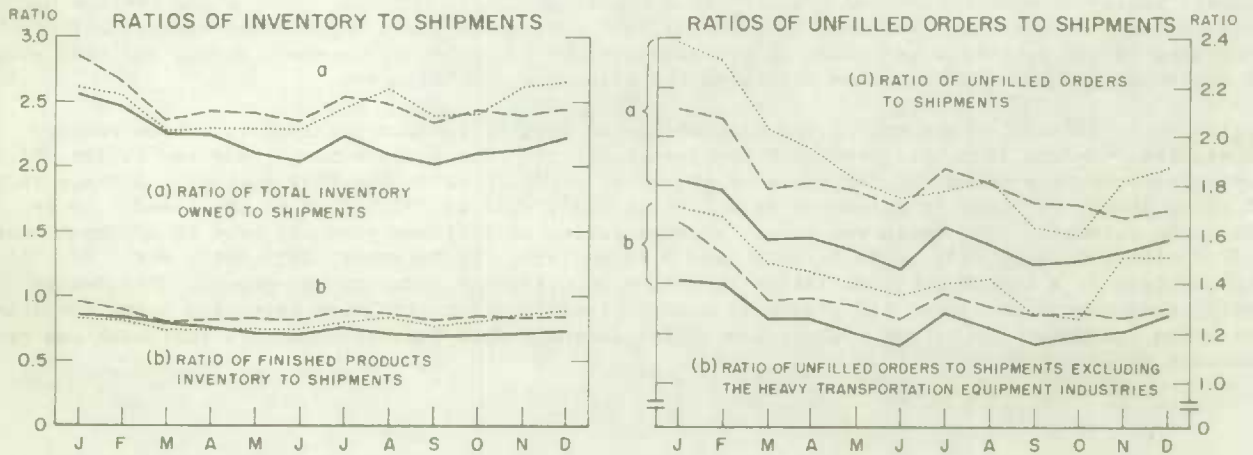 RATIOS OF INVENTORY TO SHIPMENTS
RATIO
3.0
2.5
2.0
1.5
1.0
0.5
0
a
(a) RATIO OF TOTAL INVENTORY
OWNED TO SHIPMENTS
b
(b) RATIO OF FINISHED PRODUCTS
INVENTORY TO SHIPMENTS
J F M A M J J A S O N D
RATIOS OF UNFILLED ORDERS TO SHIPMENTS
RATIO
2.4
2.2
2.0
1.8
1.6
1.4
1.2
1.0
0
a
(a) RATIO OF UNFILLED ORDERS
TO SHIPMENTS
b
(b) RATIO OF UNFILLED ORDERS TO SHIPMENTS EXCLUDING
THE HEAVY TRANSPORTATION EQUIPMENT INDUSTRIES
J F M A M J J A S O N D